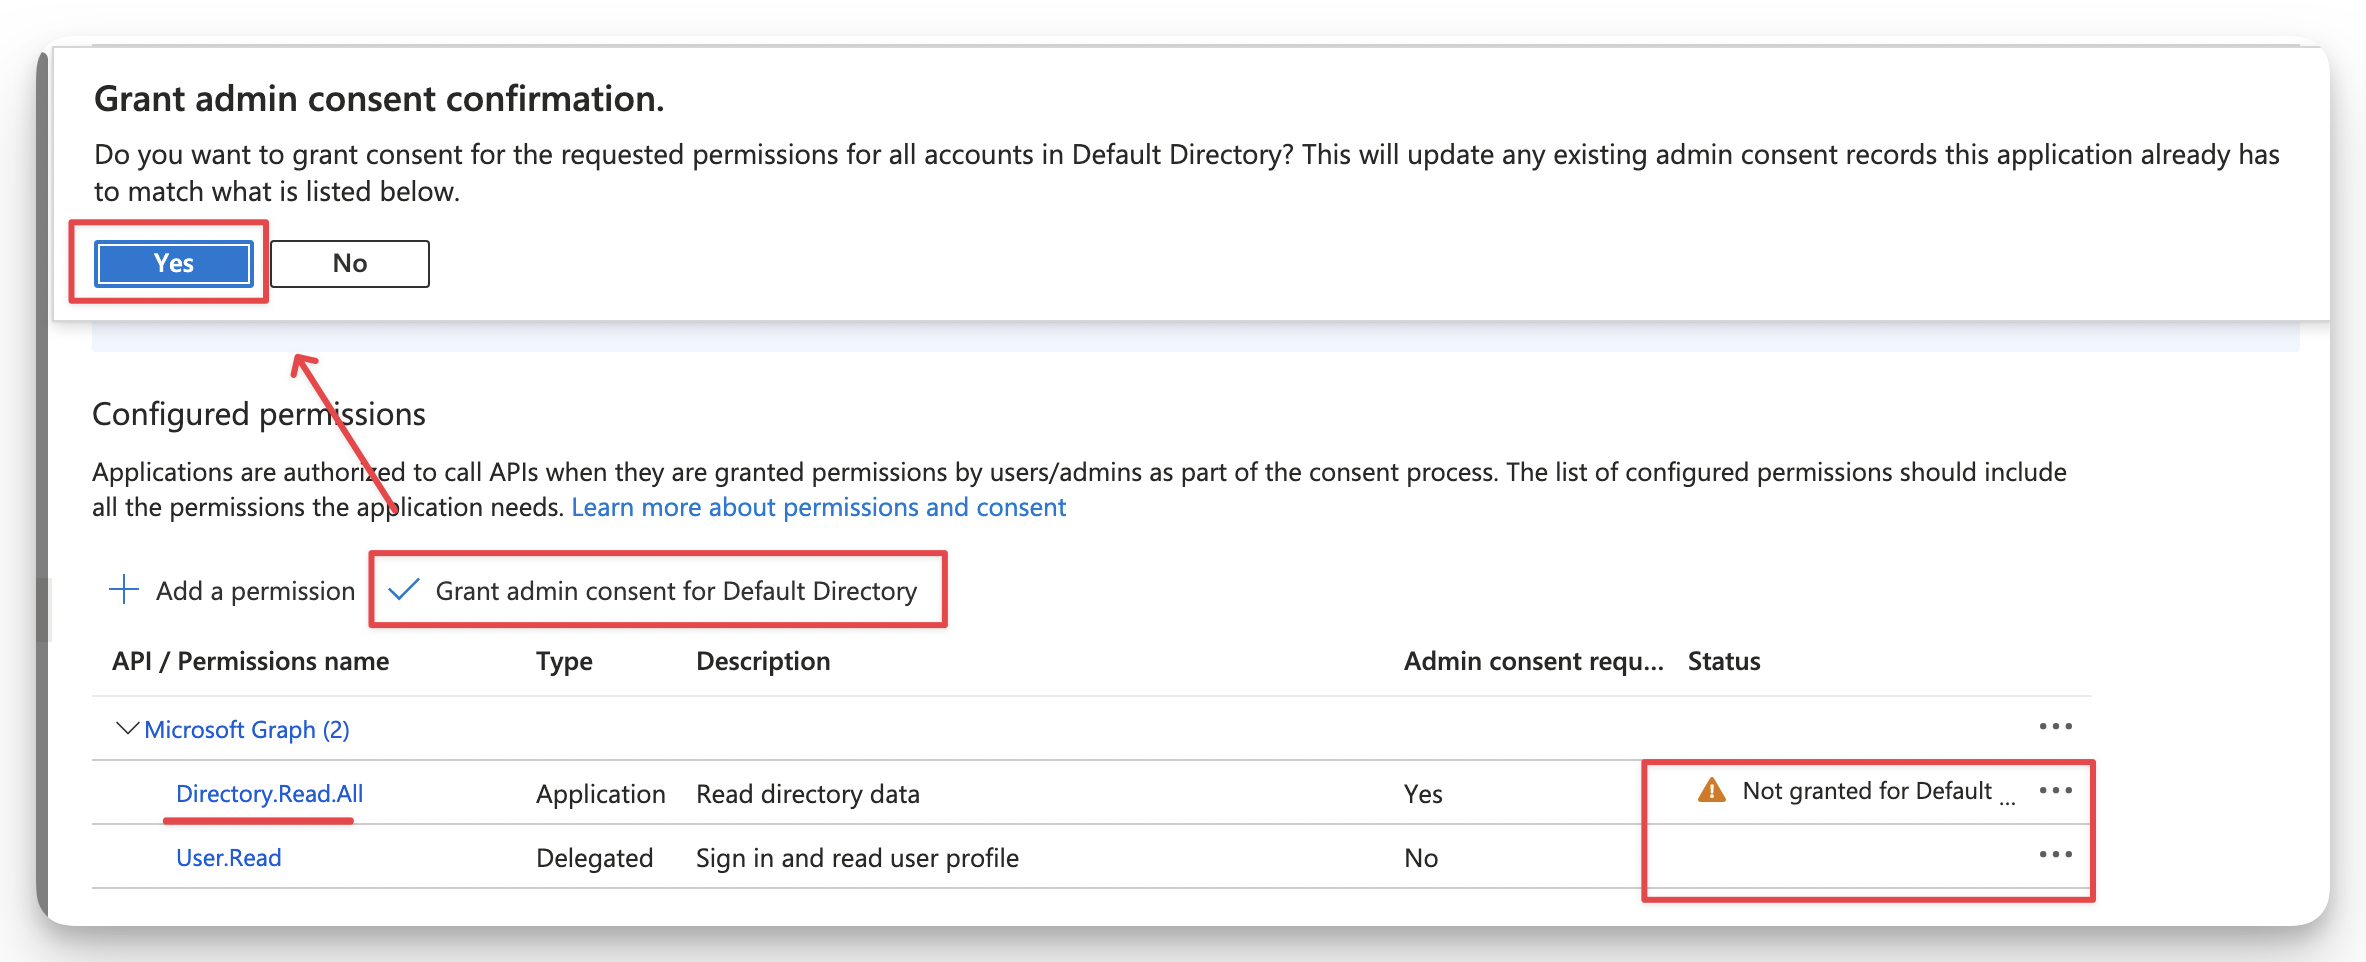 Grant admin consent confirmation.
Do you want to grant consent for the requested permissions for all accounts in Default Directory? This will update any existing admin consent records this application already has
to match what is listed below.
Yes
No
Configured permissions
Applications are authorized to call APIs when they are granted permissions by users/admins as part of the consent process. The list of configured permissions should include
all the permissions the application needs. Learn more about permissions and consent
Add a permission
Grant admin consent for Default Directory
API / Permissions name Type Description Admin consent requ... Status
Microsoft Graph (2)
Directory.Read.All Application Read directory data Yes Not granted for Default ...
User.Read Delegated Sign in and read user profile No